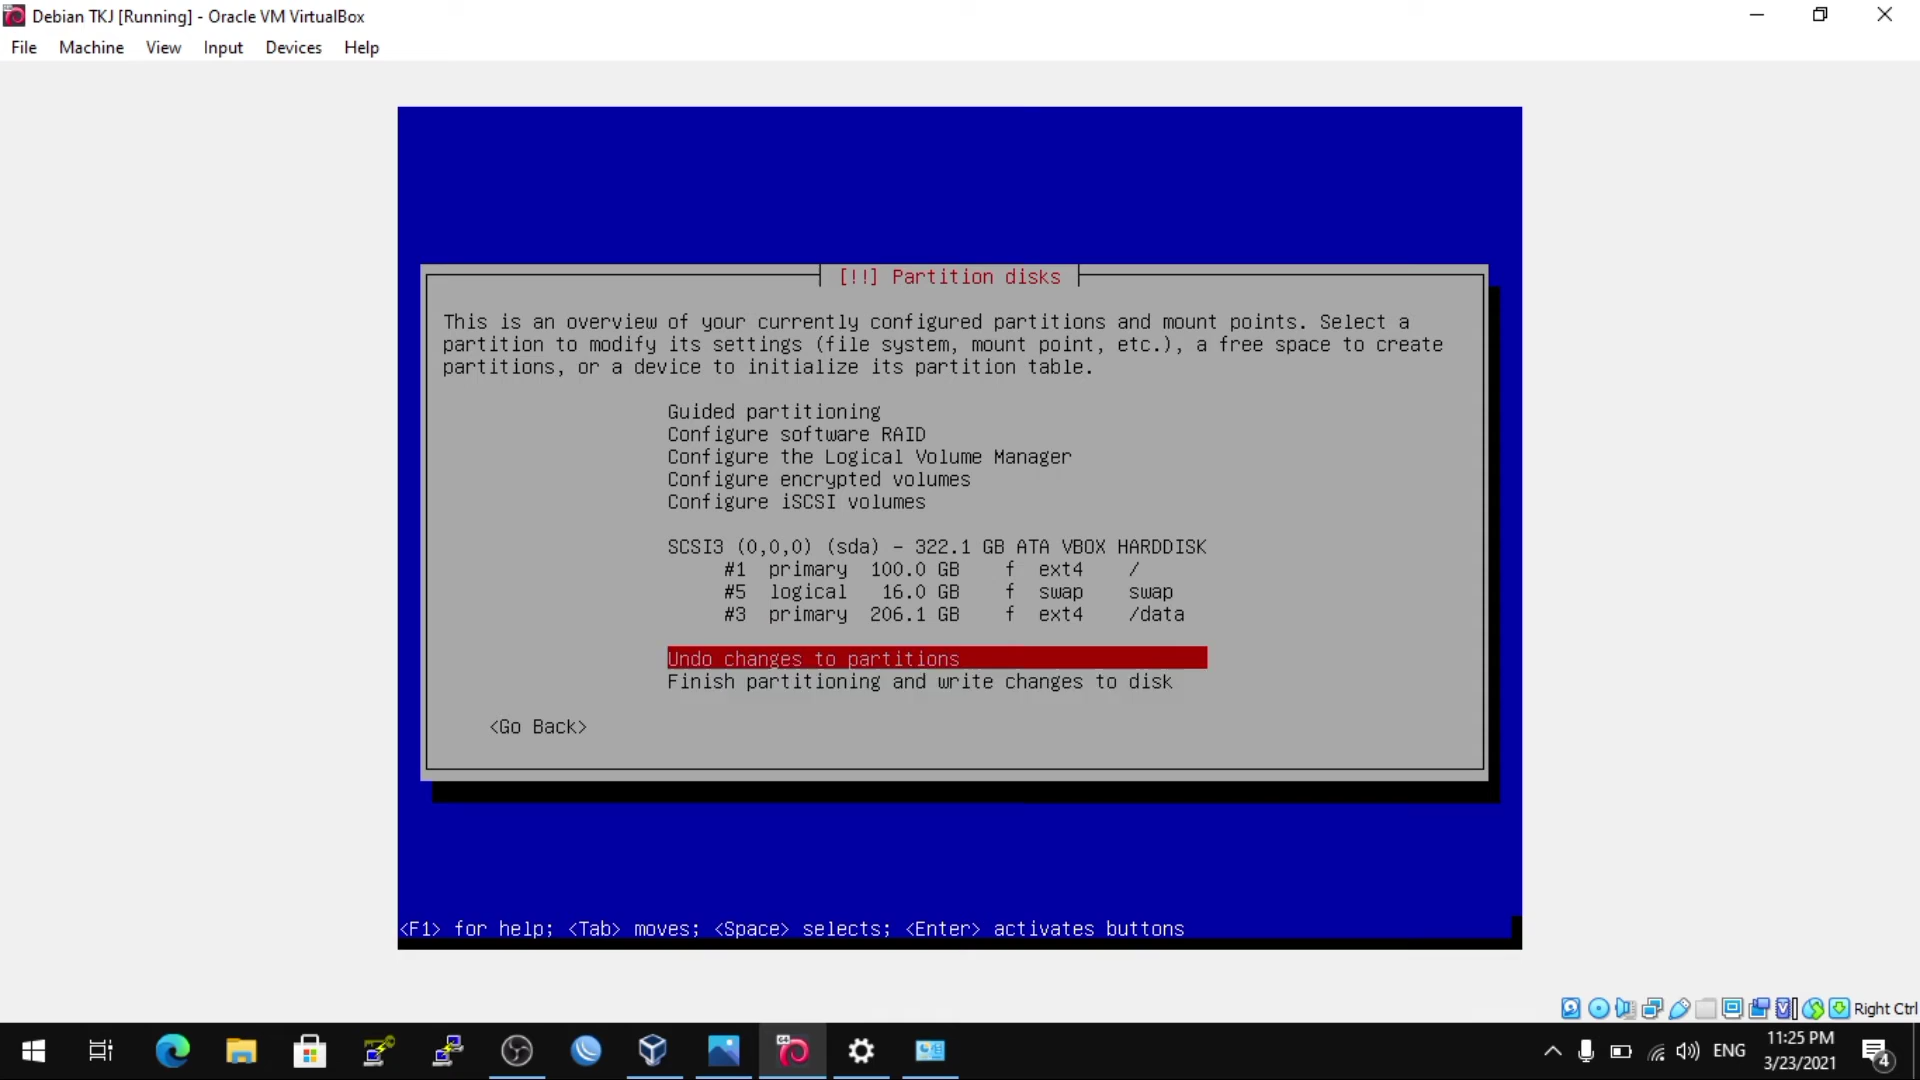 Debian TKJ [Running] - Oracle VM VirtualBox
File Machine View Input Devices Help
[!!] Partition disks
This is an overview of your currently configured partitions and mount points. Select a
partition to modify its settings (file system, mount point, etc.), a free space to create
partitions, or a device to initialize its partition table.
Guided partitioning
Configure software RAID
Configure the Logical Volume Manager
Configure encrypted volumes
Configure iSCSI volumes
SCSI3 (0,0,0) (sda) - 322.1 GB ATA VBOX HARDDISK
#1 primary 100.0 GB f ext4 /
#5 logical 16.0 GB f swap swap
#3 primary 206.1 GB f ext4 /data
Undo changes to partitions
Finish partitioning and write changes to disk
<Go Back>
<F1> for help; <Tab> moves; <Space> selects; <Enter> activates buttons
Right Ctrl
64
ENG
11:25 PM
3/23/2021
4